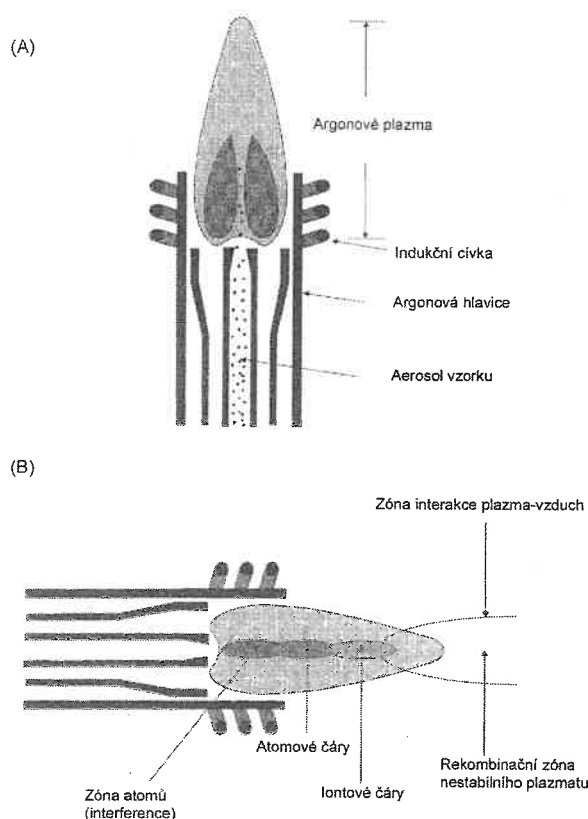 (A)
Argonové plazma
Indukční cívka
Argonová hlavice
Aerosol vzorku
(B)
Zóna interakce plazma-vzduch
Atomové čáry
Iontové čáry
Rekombinační zóna
nestabilního plazmatu
Zóna atomů
(interference)